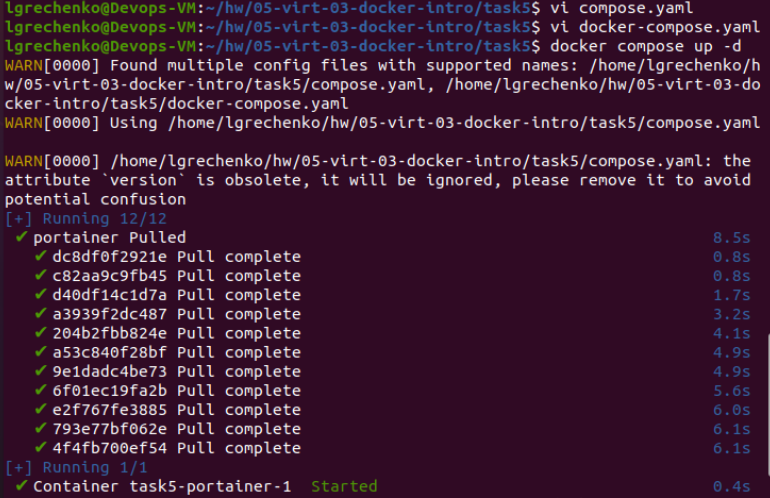 lgrechenko@Devops-VM:~/hw/05-virt-03-docker-intro/task5$ vi compose.yaml
lgrechenko@Devops-VM:~/hw/05-virt-03-docker-intro/task5$ vi docker-compose.yaml
lgrechenko@Devops-VM:~/hw/05-virt-03-docker-intro/task5$ docker compose up -d
WARN[0000] Found multiple config files with supported names: /home/lgrechenko/h
w/05-virt-03-docker-intro/task5/compose.yaml, /home/lgrechenko/hw/05-virt-03-do
cker-intro/task5/docker-compose.yaml
WARN[0000] Using /home/lgrechenko/hw/05-virt-03-docker-intro/task5/compose.yaml
WARN[0000] /home/lgrechenko/hw/05-virt-03-docker-intro/task5/compose.yaml: the
attribute `version` is obsolete, it will be ignored, please remove it to avoid
potential confusion
[+] Running 12/12
✔ portainer Pulled 8.5s
✔ dc8df0f2921e Pull complete 0.8s
✔ c82aa9c9fb45 Pull complete 0.8s
✔ d40df14c1d7a Pull complete 1.7s
✔ a3939f2dc487 Pull complete 3.2s
✔ 204b2fbb824e Pull complete 4.1s
✔ a53c840f28bf Pull complete 4.9s
✔ 9e1dadc4be73 Pull complete 4.9s
✔ 6f01ec19fa2b Pull complete 5.6s
✔ e2f767fe3885 Pull complete 6.0s
✔ 793e77bf062e Pull complete 6.1s
✔ 4f4fb700ef54 Pull complete 6.1s
[+] Running 1/1
✔ Container task5-portainer-1 Started 0.4s